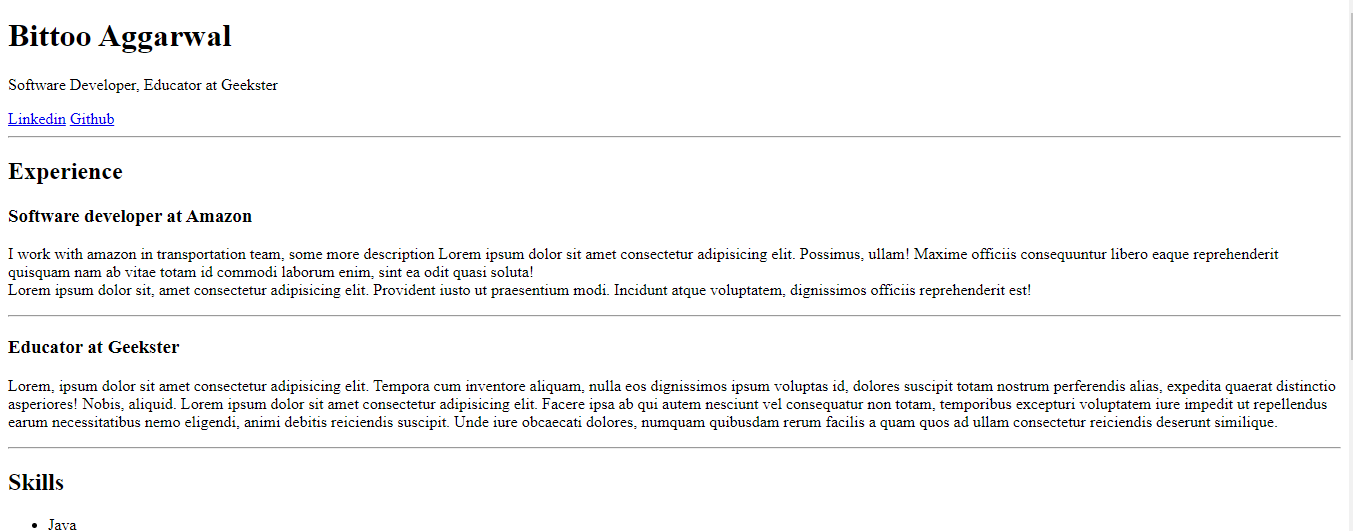 Bittoo Aggarwal
Software Developer, Educator at Geekster
Linkedin Github
Experience
Software developer at Amazon
I work with amazon in transportation team, some more description Lorem ipsum dolor sit amet consectetur adipisicing elit. Possimus, ullam! Maxime officiis consequuntur libero eaque reprehenderit
quisquam nam ab vitae totam id commodi laborum enim, sint ea odit quasi soluta!
Lorem ipsum dolor sit, amet consectetur adipisicing elit. Provident iusto ut praesentium modi. Incidunt atque voluptatem, dignissimos officiis reprehenderit est!
Educator at Geekster
Lorem, ipsum dolor sit amet consectetur adipisicing elit. Tempora cum inventore aliquam, nulla eos dignissimos ipsum voluptas id, dolores suscipit totam nostrum perferendis alias, expedita quaerat distinctio
asperiores! Nobis, aliquid. Lorem ipsum dolor sit amet consectetur adipisicing elit. Facere ipsa ab qui autem nesciunt vel consequatur non totam, temporibus excepturi voluptatem iure impedit ut repellendus
earum necessitatibus nemo eligendi, animi debitis reiciendis suscipit. Unde iure obcaecati dolores, numquam quibusdam rerum facilis a quam quos ad ullam consectetur reiciendis deserunt similique.
Skills
• Java